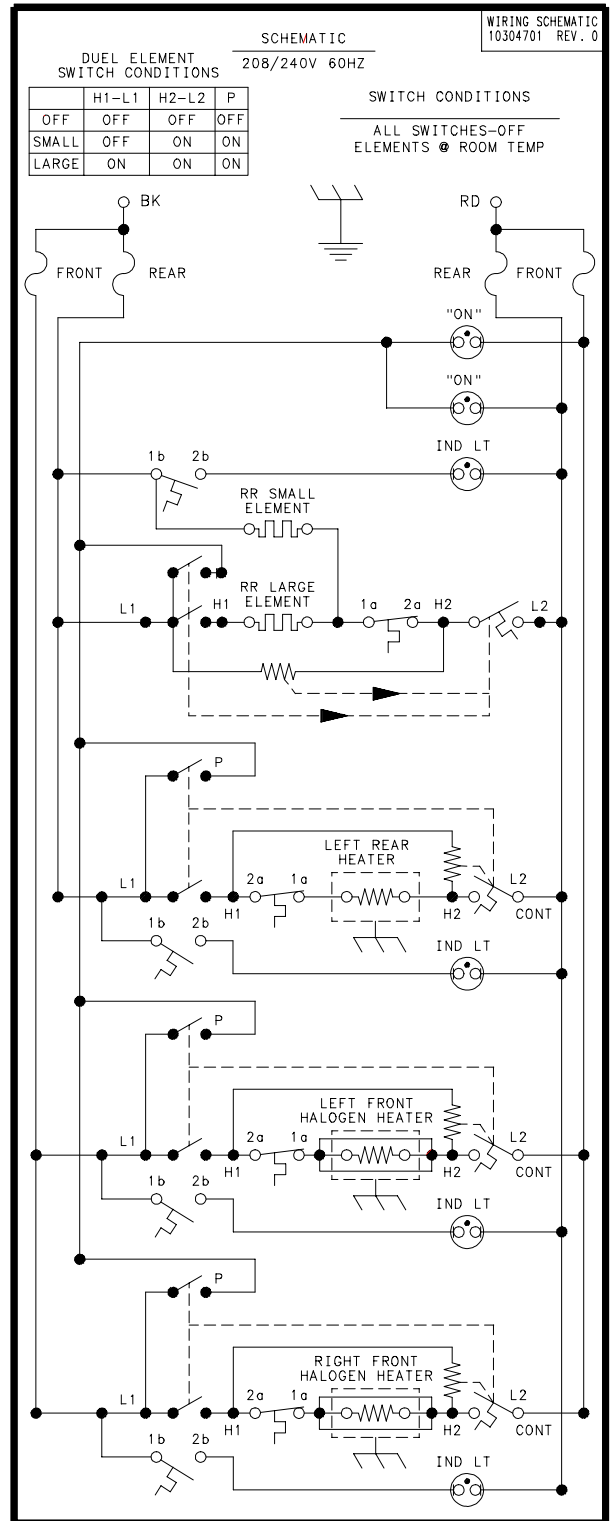 WIRING SCHEMATIC
10304701 REV. 0
SCHEMATIC
208/240V 60HZ
DUEL ELEMENT
SWITCH CONDITIONS
H1-L1 H2-L2 P
OFF OFF OFF OFF
SMALL OFF ON ON
LARGE ON ON ON
SWITCH CONDITIONS
ALL SWITCHES-OFF
ELEMENTS @ ROOM TEMP
BK
RD
FRONT REAR
REAR FRONT
"ON"
"ON"
IND LT
1b 2b
RR SMALL
ELEMENT
RR LARGE
ELEMENT
L1 H1 1a 2a H2 L2
P
LEFT REAR
HEATER
L1 H1 2a 1a H2 L2
CONT
1b 2b
IND LT
P
LEFT FRONT
HALOGEN HEATER
L1 H1 2a 1a H2 L2
CONT
1b 2b
IND LT
P
RIGHT FRONT
HALOGEN HEATER
L1 H1 2a 1a H2 L2
CONT
1b 2b
IND LT